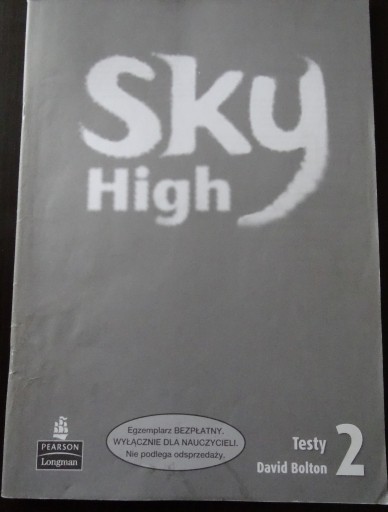 Sky
High
Egzemplarz BEZPŁATNY.
WYŁĄCZNIE DLA NAUCZYCIELI.
Nie podlega odsprzedaży.
PEARSON
Longman
Testy
David Bolton
2